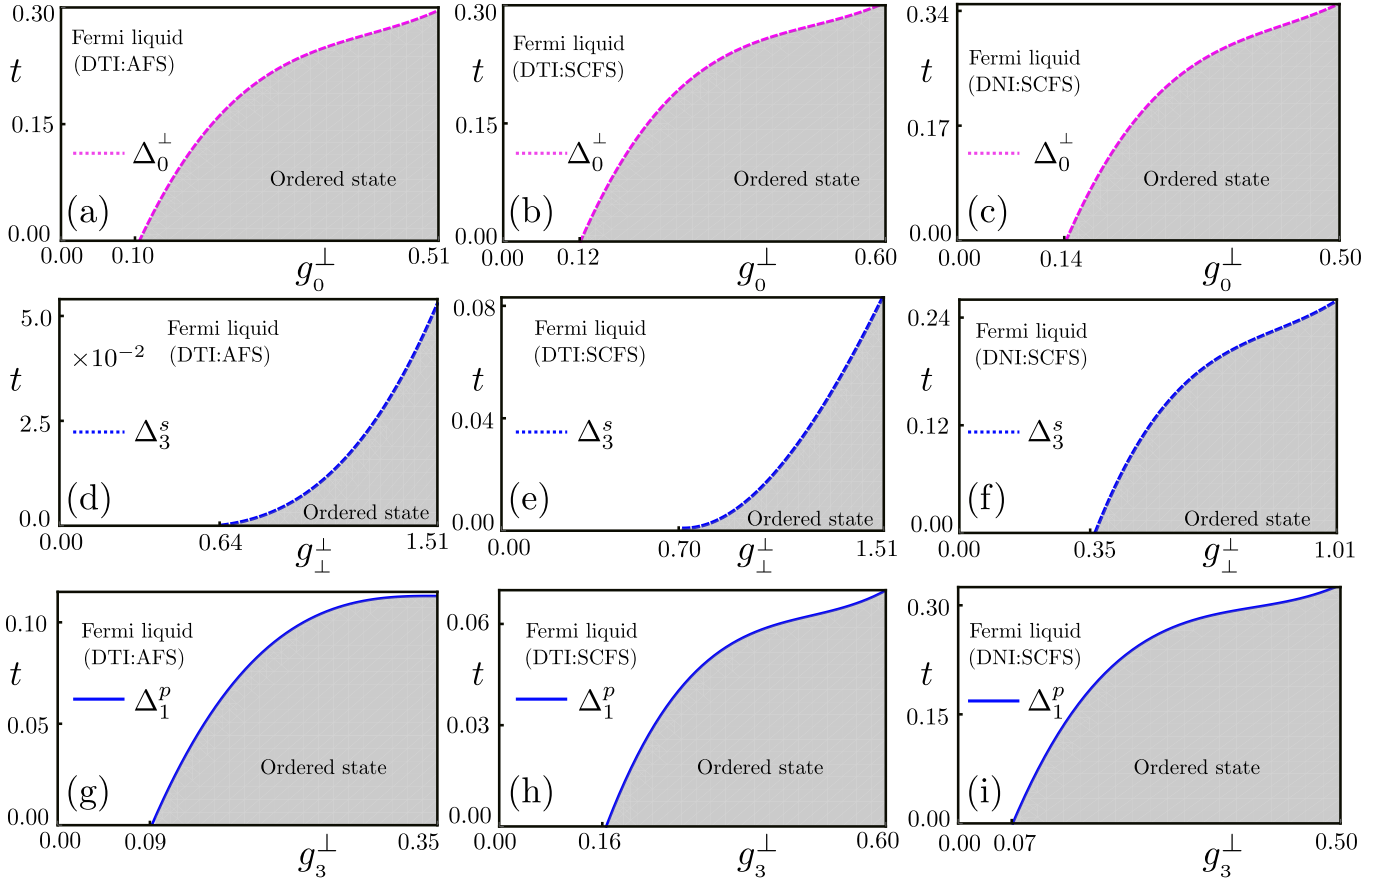 0.30
Fermi liquid
(DTI:AFS)
t
0.15
Δ₀^⊥
Ordered state
(a)
0.00
0.00 0.10 g₀^⊥ 0.51
0.30
Fermi liquid
(DTI:SCFS)
t
0.15
Δ₀^⊥
Ordered state
(b)
0.00
0.00 0.12 g₀^⊥ 0.60
0.34
Fermi liquid
(DNI:SCFS)
t
0.17
Δ₀^⊥
Ordered state
(c)
0.00
0.00 0.14 g₀^⊥ 0.50
5.0
Fermi liquid
(DTI:AFS)
×10⁻²
t
2.5
Δ₃^s
(d)
Ordered state
0.0
0.00 0.64 g_⊥^⊥ 1.51
0.08
Fermi liquid
(DTI:SCFS)
t
0.04
Δ₃^s
(e)
Ordered state
0.00
0.00 0.70 g_⊥^⊥ 1.51
0.24
Fermi liquid
(DNI:SCFS)
t
0.12
Δ₃^s
(f)
Ordered state
0.00
0.00 0.35 g_⊥^⊥ 1.01
0.10
Fermi liquid
(DTI:AFS)
t
Δ₁^p
0.05
Ordered state
(g)
0.00
0.00 0.09 g₃^⊥ 0.35
0.06
Fermi liquid
(DTI:SCFS)
t
Δ₁^p
0.03
Ordered state
(h)
0.00
0.00 0.16 g₃^⊥ 0.60
0.30
Fermi liquid
(DNI:SCFS)
t
Δ₁^p
0.15
Ordered state
(i)
0.00
0.00 0.07 g₃^⊥ 0.50